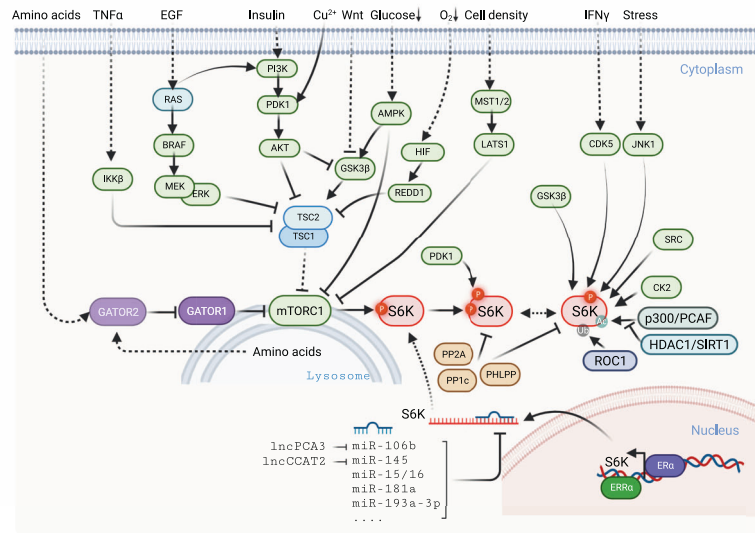 Amino acids TNFα EGF Insulin Cu²⁺ Wnt Glucose↓ O₂↓ Cell density IFNγ Stress
Cytoplasm
PI3K
RAS PDK1 AMPK MST1/2
BRAF AKT HIF LATS1 CDK5 JNK1
IKKβ MEK ERK GSK3β REDD1 GSK3β
TSC2
TSC1
SRC
PDK1
CK2
GATOR2 GATOR1 mTORC1 P S6K P P S6K P S6K Ac Ub p300/PCAF
HDAC1/SIRT1
Amino acids PP2A ROC1
Lysosome PP1c PHLPP
S6K
Nucleus
lncPCA3 miR-106b
lncCCAT2 miR-145
miR-15/16
miR-181a
miR-193a-3p
....
S6K ERα
ERRα